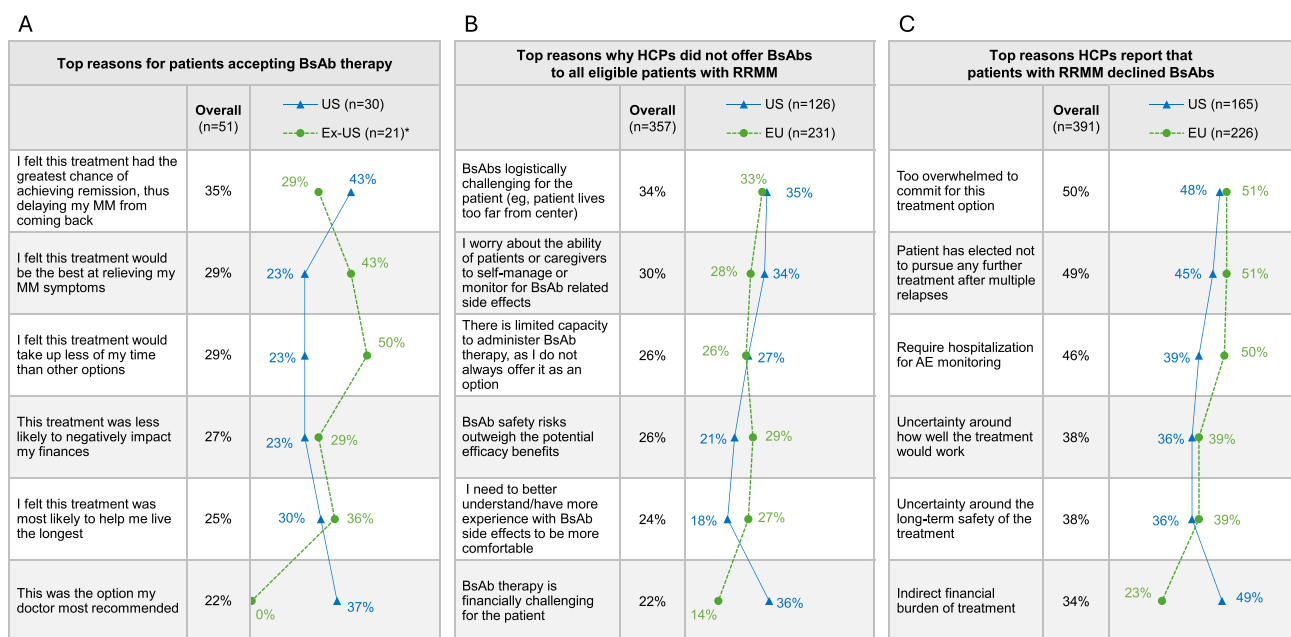 A
Top reasons for patients accepting BsAb therapy
Overall
(n=51)
US (n=30)
Ex-US (n=21)*
I felt this treatment had the
greatest chance of
achieving remission, thus
delaying my MM from
coming back
35%
29%
43%
I felt this treatment would
be the best at relieving my
MM symptoms
29%
23%
43%
I felt this treatment would
take up less of my time
than other options
29%
23%
50%
This treatment was less
likely to negatively impact
my finances
27%
23%
29%
I felt this treatment was
most likely to help me live
the longest
25%
30%
36%
This was the option my
doctor most recommended
22%
0%
37%
B
Top reasons why HCPs did not offer BsAbs
to all eligible patients with RRMM
Overall
(n=357)
US (n=126)
EU (n=231)
BsAbs logistically
challenging for the
patient (eg, patient lives
too far from center)
34%
33%
35%
I worry about the ability
of patients or caregivers
to self-manage or
monitor for BsAb related
side effects
30%
28%
34%
There is limited capacity
to administer BsAb
therapy, as I do not
always offer it as an
option
26%
26%
27%
BsAb safety risks
outweigh the potential
efficacy benefits
26%
21%
29%
I need to better
understand/have more
experience with BsAb
side effects to be more
comfortable
24%
18%
27%
BsAb therapy is
financially challenging
for the patient
22%
14%
36%
C
Top reasons HCPs report that
patients with RRMM declined BsAbs
Overall
(n=391)
US (n=165)
EU (n=226)
Too overwhelmed to
commit for this
treatment option
50%
48%
51%
Patient has elected not
to pursue any further
treatment after multiple
relapses
49%
45%
51%
Require hospitalization
for AE monitoring
46%
39%
50%
Uncertainty around
how well the treatment
would work
38%
36%
39%
Uncertainty around the
long-term safety of the
treatment
38%
36%
39%
Indirect financial
burden of treatment
34%
23%
49%